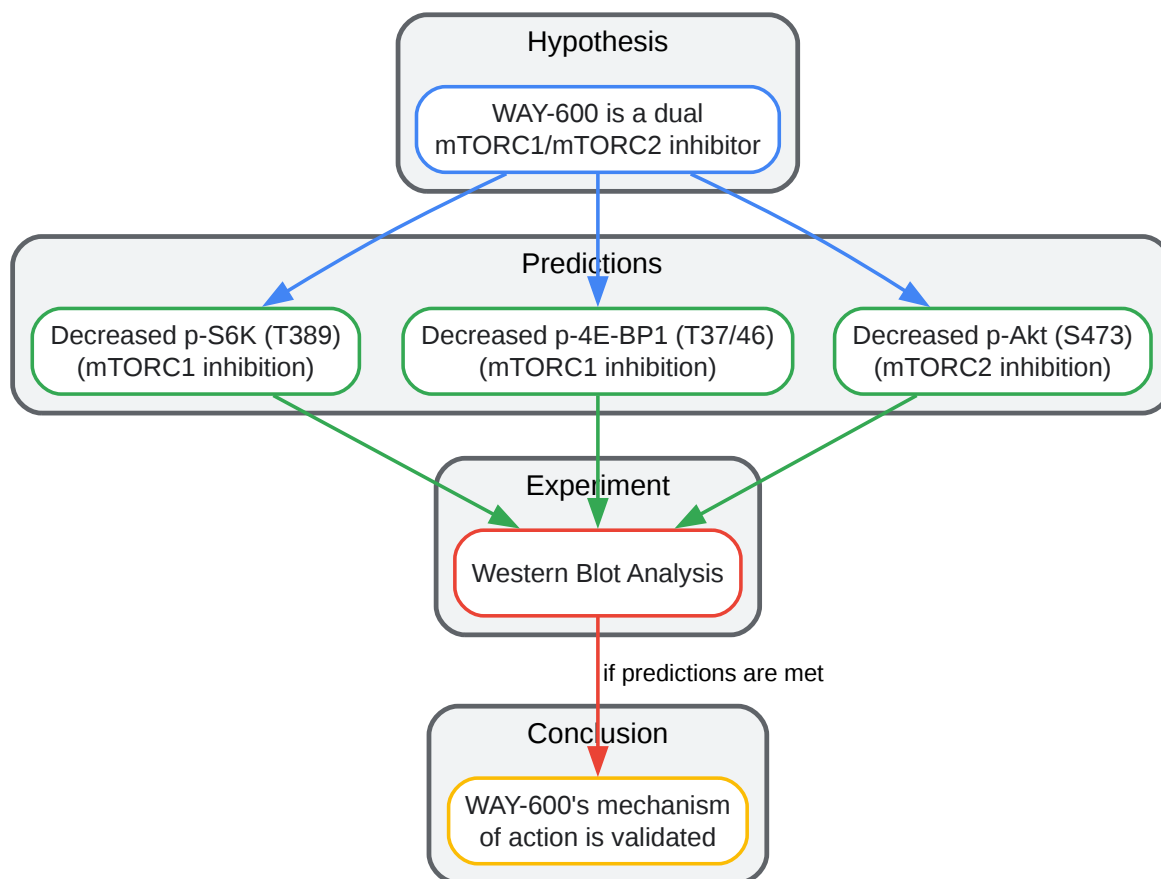 Hypothesis
WAY-600 is a dual
mTORC1/mTORC2 inhibitor
Predictions
Decreased p-S6K (T389)
(mTORC1 inhibition)
Decreased p-4E-BP1 (T37/46)
(mTORC1 inhibition)
Decreased p-Akt (S473)
(mTORC2 inhibition)
Experiment
Western Blot Analysis
if predictions are met
Conclusion
WAY-600's mechanism
of action is validated